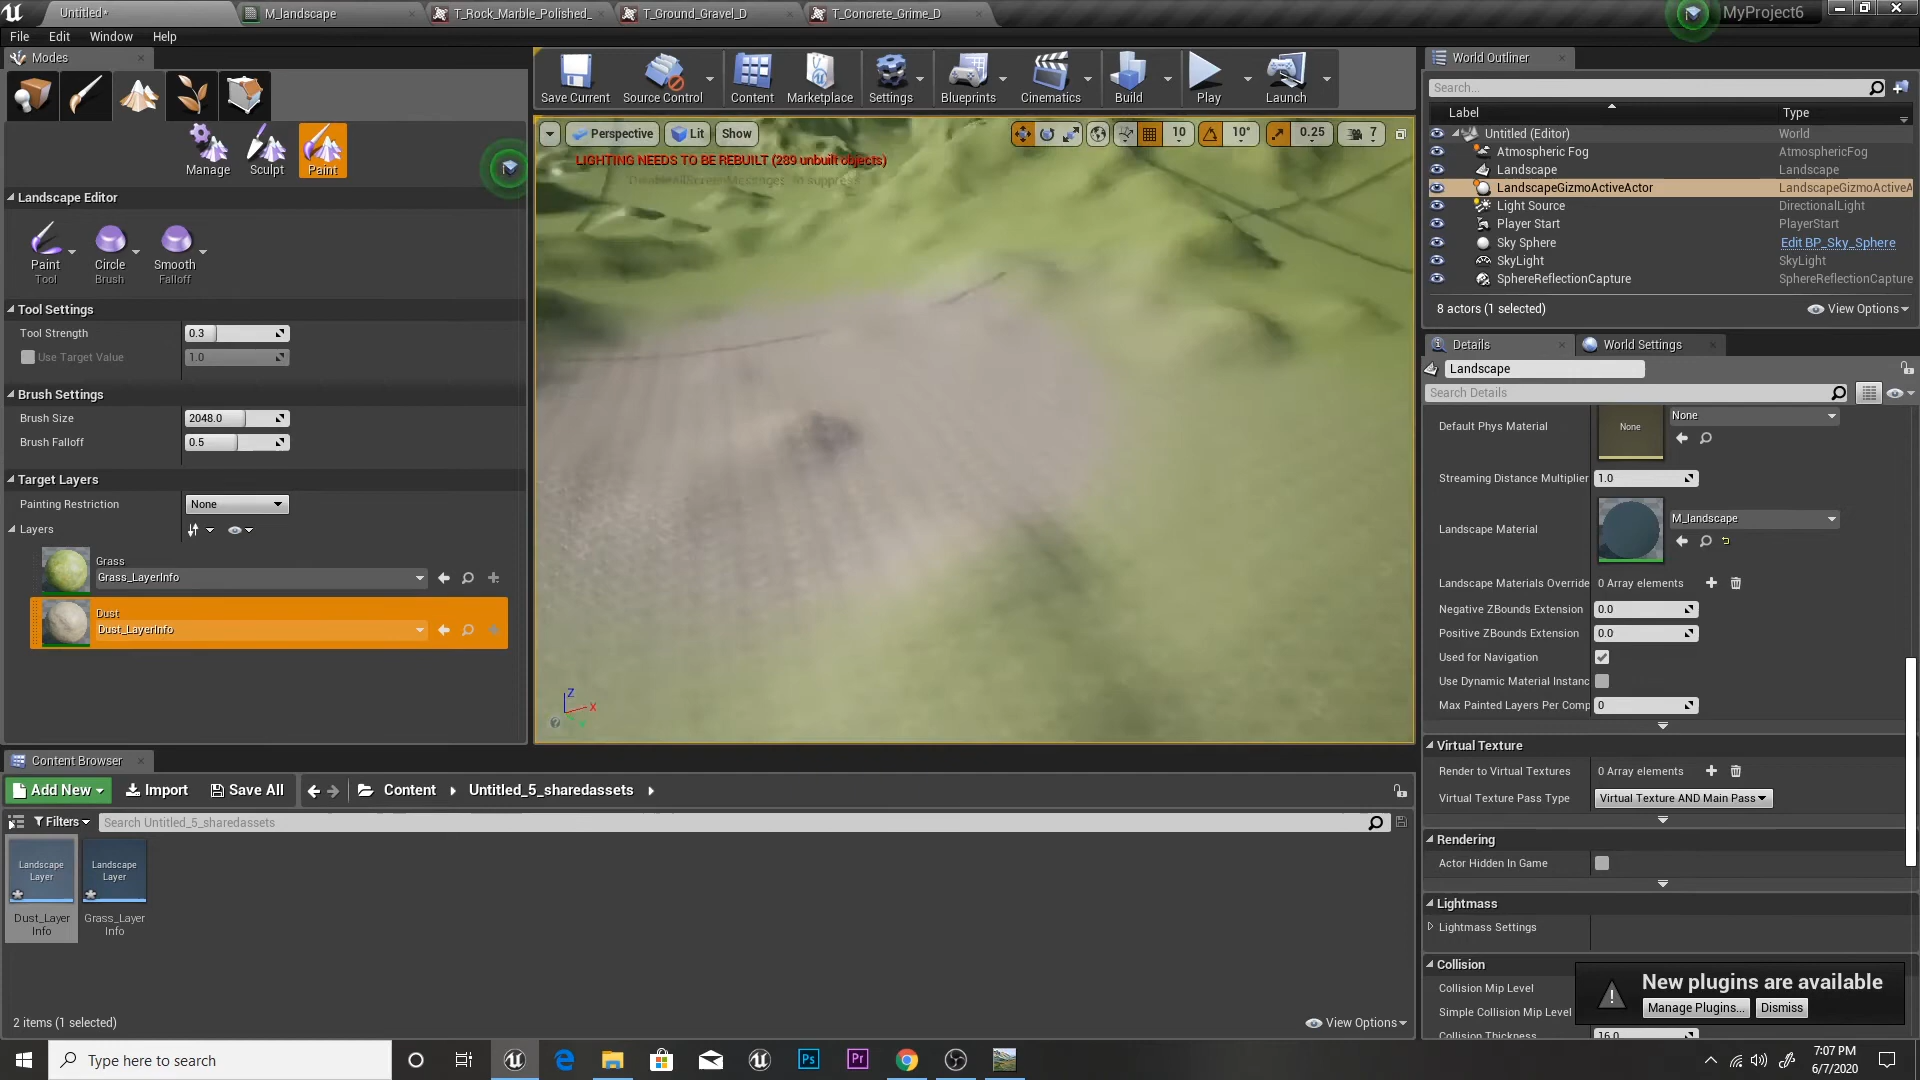 Untitled*
M_landscape
T_Rock_Marble_Polished_
T_Ground_Gravel_D
T_Concrete_Grime_D
MyProject6
File Edit Window Help
Modes
Manage Sculpt Paint
Landscape Editor
Paint Circle Smooth
Tool Brush Falloff
Tool Settings
Tool Strength 0.3
Use Target Value 1.0
Brush Settings
Brush Size 2048.0
Brush Falloff 0.5
Target Layers
Painting Restriction None
Layers
Grass
Grass_LayerInfo
Dust
Dust_LayerInfo
Save Current Source Control Content Marketplace Settings Blueprints Cinematics Build Play Launch
Perspective Lit Show 10 10° 0.25 7
LIGHTING NEEDS TO BE REBUILT (289 unbuilt objects)
'DisableAllScreenMessages' to suppress
Z
X
Y
World Outliner
Search...
Label Type
Untitled (Editor) World
Atmospheric Fog AtmosphericFog
Landscape Landscape
LandscapeGizmoActiveActor LandscapeGizmoActiveA
Light Source DirectionalLight
Player Start PlayerStart
Sky Sphere Edit BP_Sky_Sphere
SkyLight SkyLight
SphereReflectionCapture SphereReflectionCapture
8 actors (1 selected) View Options
Details World Settings
Landscape
Search Details
Default Phys Material None None
Streaming Distance Multiplier 1.0
Landscape Material M_landscape
Landscape Materials Override 0 Array elements
Negative ZBounds Extension 0.0
Positive ZBounds Extension 0.0
Used for Navigation
Use Dynamic Material Instanc
Max Painted Layers Per Comp 0
Virtual Texture
Render to Virtual Textures 0 Array elements
Virtual Texture Pass Type Virtual Texture AND Main Pass
Rendering
Actor Hidden In Game
Lightmass
Lightmass Settings
Collision
Collision Mip Level
Simple Collision Mip Level
Collision Thickness 16.0
New plugins are available
Manage Plugins... Dismiss
Content Browser
Add New Import Save All Content Untitled_5_sharedassets
Filters Search Untitled_5_sharedassets
Landscape Layer
Landscape Layer
Dust_Layer Info
Grass_Layer Info
2 items (1 selected) View Options
Type here to search
Ps
Pr
7:07 PM
6/7/2020